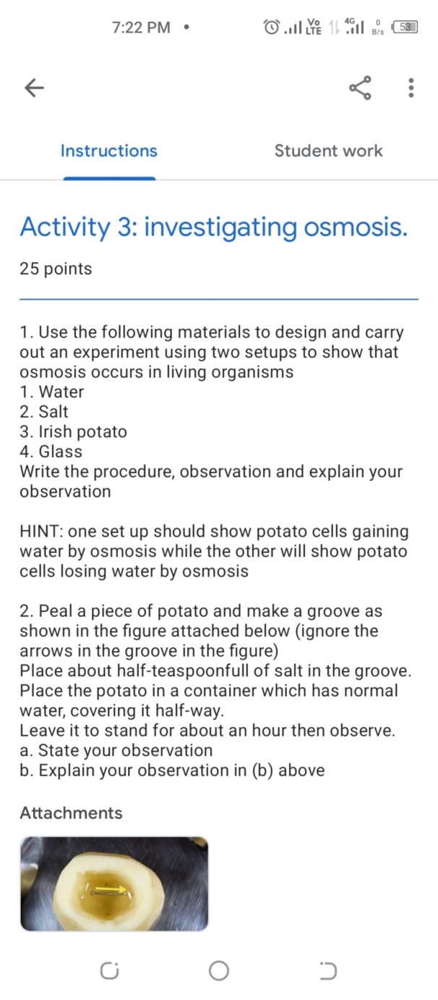 7:22 PM •
Vo LTE 4G 0 B/s 53
Instructions Student work
Activity 3: investigating osmosis.
25 points
1. Use the following materials to design and carry
out an experiment using two setups to show that
osmosis occurs in living organisms
1. Water
2. Salt
3. Irish potato
4. Glass
Write the procedure, observation and explain your
observation
HINT: one set up should show potato cells gaining
water by osmosis while the other will show potato
cells losing water by osmosis
2. Peal a piece of potato and make a groove as
shown in the figure attached below (ignore the
arrows in the groove in the figure)
Place about half-teaspoonfull of salt in the groove.
Place the potato in a container which has normal
water, covering it half-way.
Leave it to stand for about an hour then observe.
a. State your observation
b. Explain your observation in (b) above
Attachments